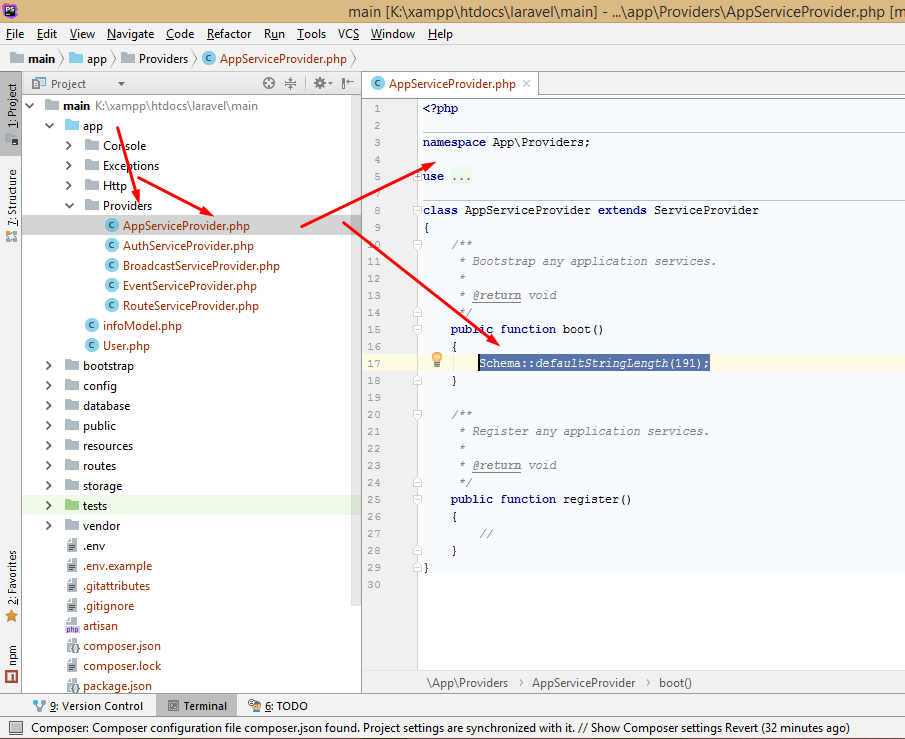 PS
main [K:\xampp\htdocs\laravel\main] - ...\app\Providers\AppServiceProvider.php [m
File Edit View Navigate Code Refactor Run Tools VCS Window Help
main app Providers AppServiceProvider.php
1: Project
7: Structure
2: Favorites
npm
Project
main K:\xampp\htdocs\laravel\main
app
Console
Exceptions
Http
Providers
C AppServiceProvider.php
C AuthServiceProvider.php
C BroadcastServiceProvider.php
C EventServiceProvider.php
C RouteServiceProvider.php
C infoModel.php
C User.php
bootstrap
config
database
public
resources
routes
storage
tests
vendor
.env
.env.example
.gitattributes
.gitignore
php artisan
composer.json
composer.lock
package.json
C AppServiceProvider.php
1 <?php
2
3 namespace App\Providers;
4
5 use ...
8 class AppServiceProvider extends ServiceProvider
9 {
10 /**
11 * Bootstrap any application services.
12 *
13 * @return void
14 */
15 public function boot()
16 {
17 Schema::defaultStringLength(191);
18 }
19
20 /**
21 * Register any application services.
22 *
23 * @return void
24 */
25 public function register()
26 {
27 //
28 }
29 }
30
\App\Providers › AppServiceProvider › boot()
9: Version Control Terminal 6: TODO
Composer: Composer configuration file composer.json found. Project settings are synchronized with it. // Show Composer settings Revert (32 minutes ago)